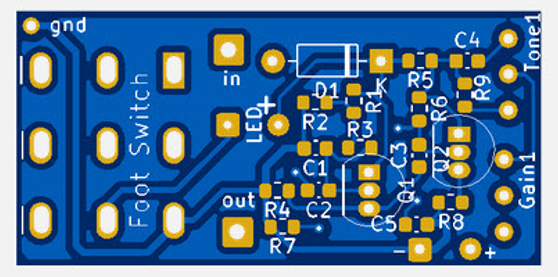 gnd
Tone1
C4
in
D1
K
R5
R9
LED
+
R2
R1
R6
R3
Foot Switch
C1
C3
Q2
out
R4
C2
Q1
Gain1
R7
C5
R8
-
+